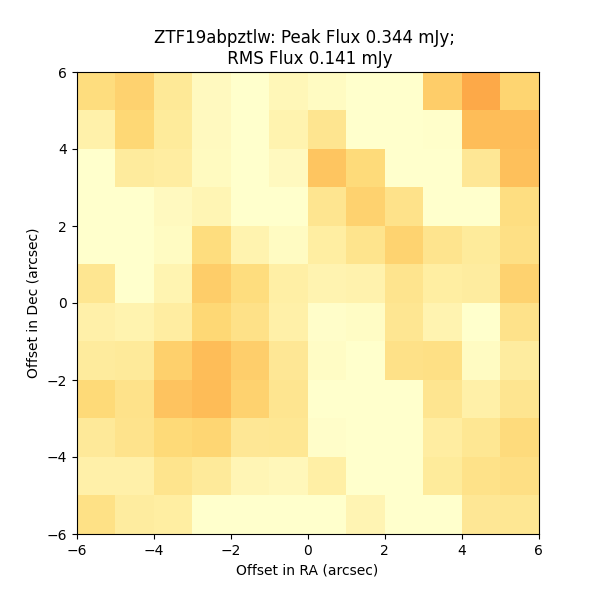 ZTF19abpztlw: Peak Flux 0.344 mJy;
RMS Flux 0.141 mJy
6
4
2
0
−2
−4
−6
Offset in Dec (arcsec)
−6 −4 −2 0 2 4 6
Offset in RA (arcsec)